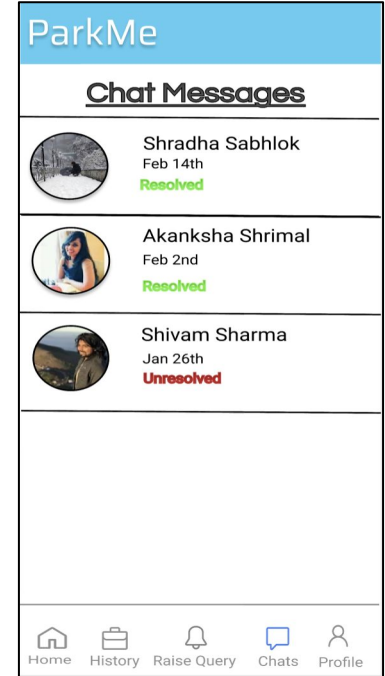 ParkMe
Chat Messages
Shradha Sabhlok
Feb 14th
Resolved
Akanksha Shrimal
Feb 2nd
Resolved
Shivam Sharma
Jan 26th
Unresolved
Home History Raise Query Chats Profile